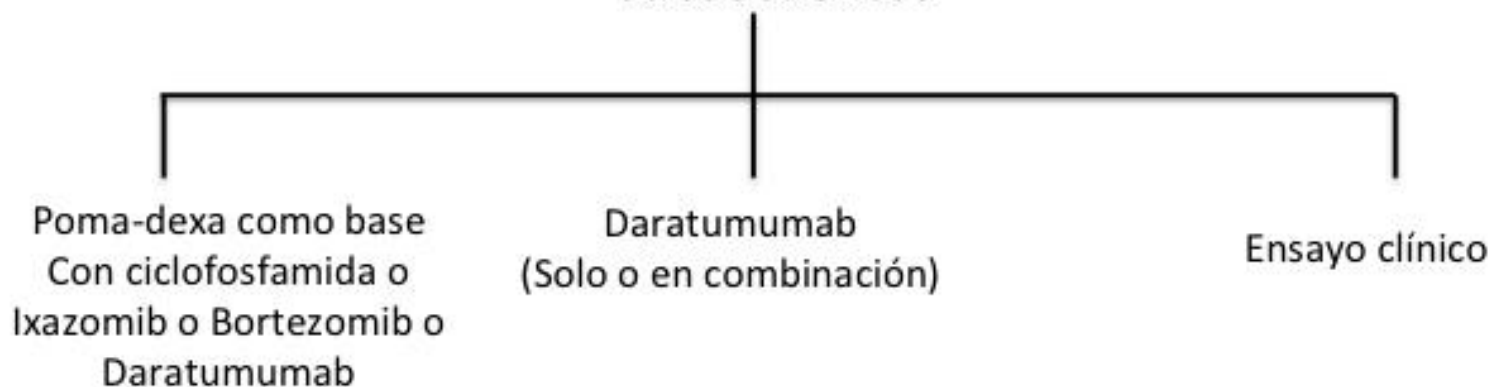 Poma-dexa como base
Con ciclofosfamida o
Ixazomib o Bortezomib o
Daratumumab
Daratumumab
(Solo o en combinación)
Ensayo clínico